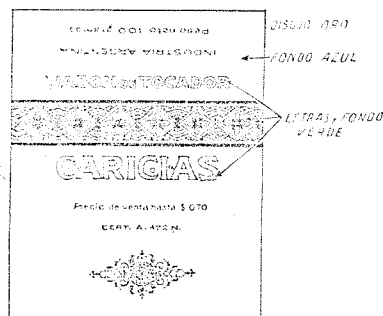 Peso neto 100 gramos
DIBUJO ORO
INDUSTRIA ARGENTINA
FONDO AZUL
JABON DE TOCADOR
LETRAS y FONDO
VERDE
CARICIAS
Precio de venta hasta $ 0.70
CERT. A. 472 N.